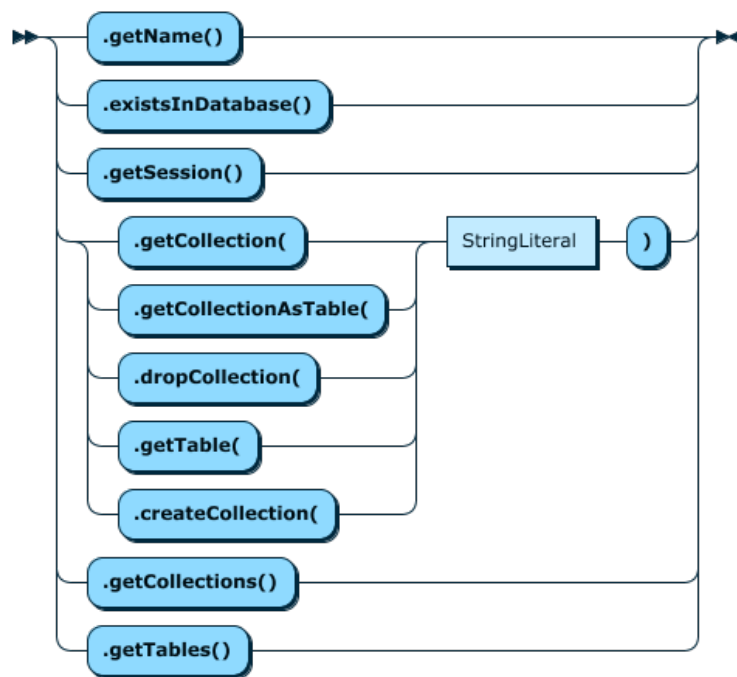 .getName()
.existsInDatabase()
.getSession()
.getCollection( StringLiteral )
.getCollectionAsTable(
.dropCollection(
.getTable(
.createCollection(
.getCollections()
.getTables()